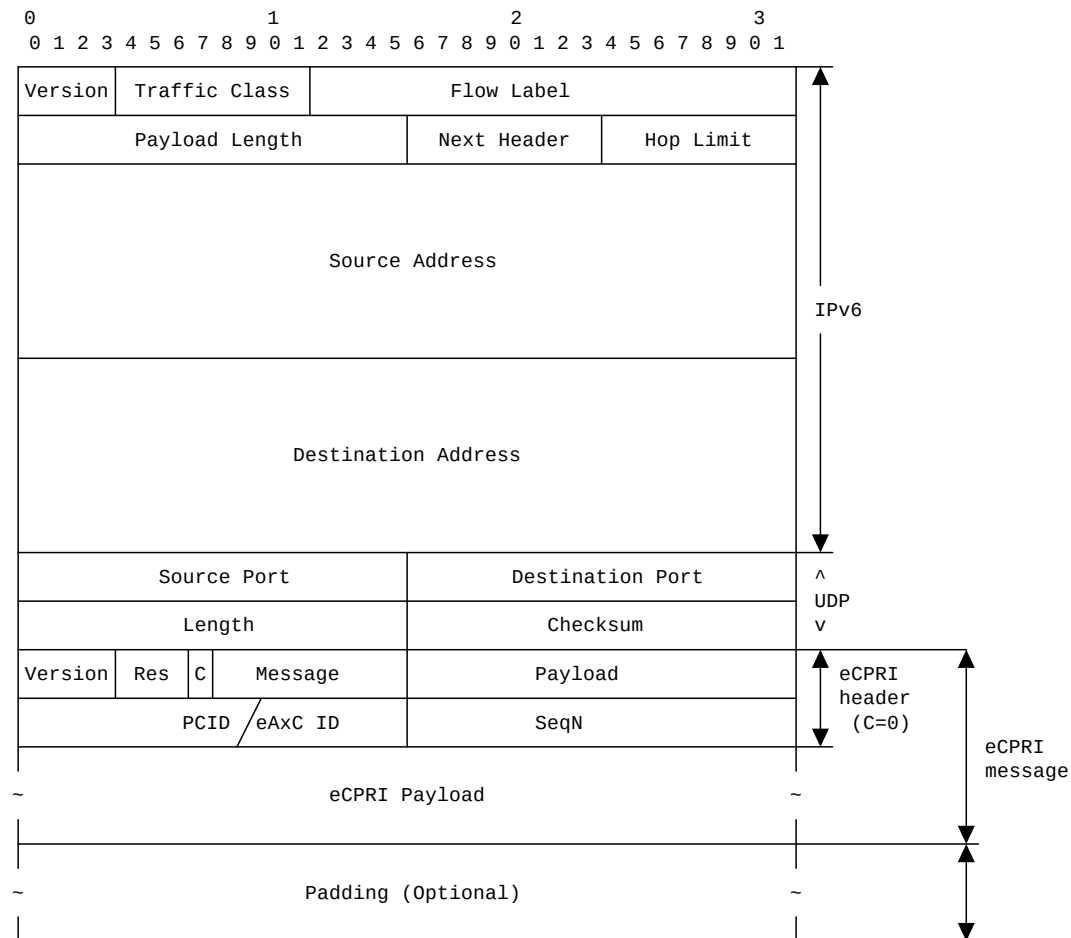 0 1 2 3
0 1 2 3 4 5 6 7 8 9 0 1 2 3 4 5 6 7 8 9 0 1 2 3 4 5 6 7 8 9 0 1
Version Traffic Class Flow Label
Payload Length Next Header Hop Limit
Source Address
IPv6
Destination Address
Source Port Destination Port ^
UDP
Length Checksum v
Version Res C Message Payload eCPRI
header
PCID / eAxC ID SeqN (C=0)
eCPRI
message
~ eCPRI Payload ~
~ Padding (Optional) ~